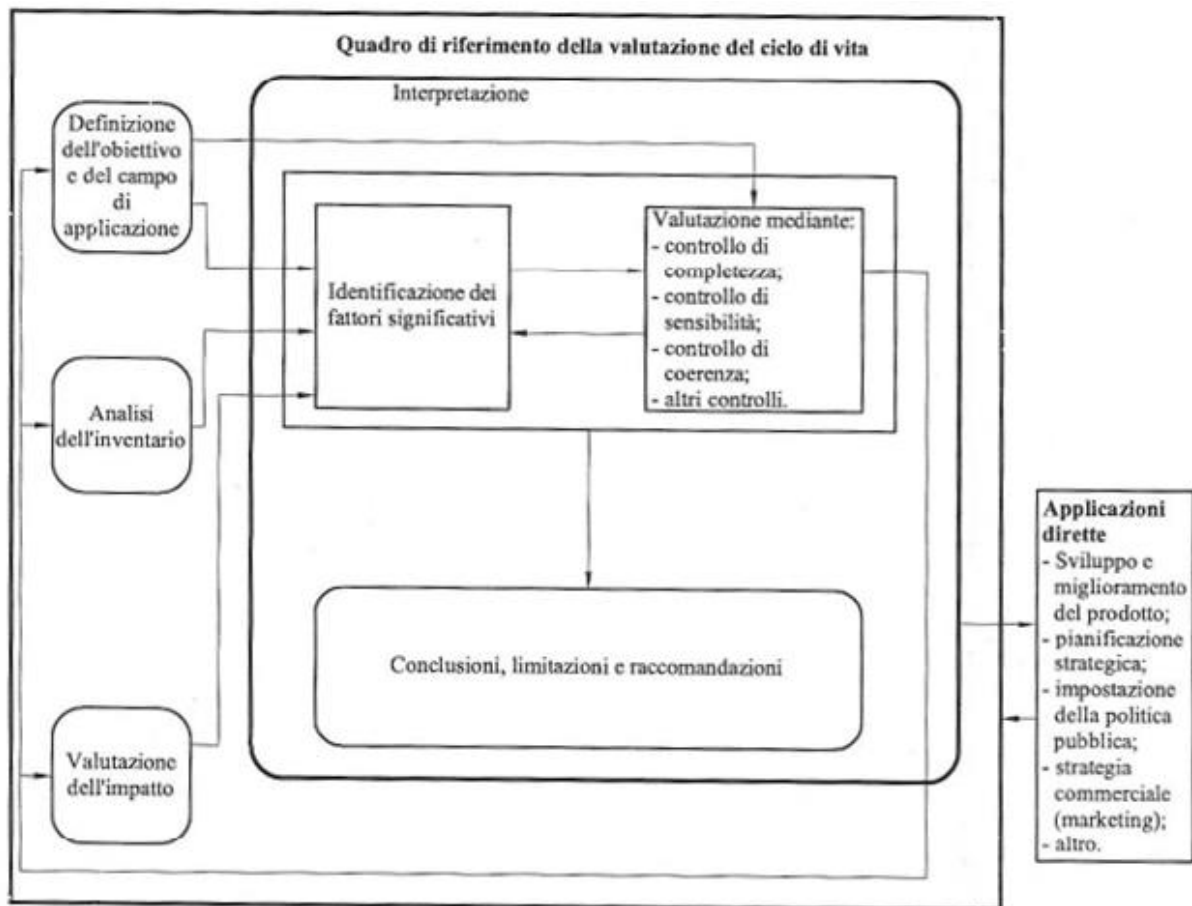 Quadro di riferimento della valutazione del ciclo di vita
Interpretazione
Definizione
dell'obiettivo
e del campo
di
applicazione
Identificazione dei
fattori significativi
Valutazione mediante:
- controllo di
completezza;
- controllo di
sensibilità;
- controllo di
coerenza;
- altri controlli.
Analisi
dell'inventario
Valutazione
dell'impatto
Conclusioni, limitazioni e raccomandazioni
Applicazioni
dirette
- Sviluppo e
miglioramento
del prodotto;
- pianificazione
strategica;
- impostazione
della politica
pubblica;
- strategia
commerciale
(marketing);
- altro.